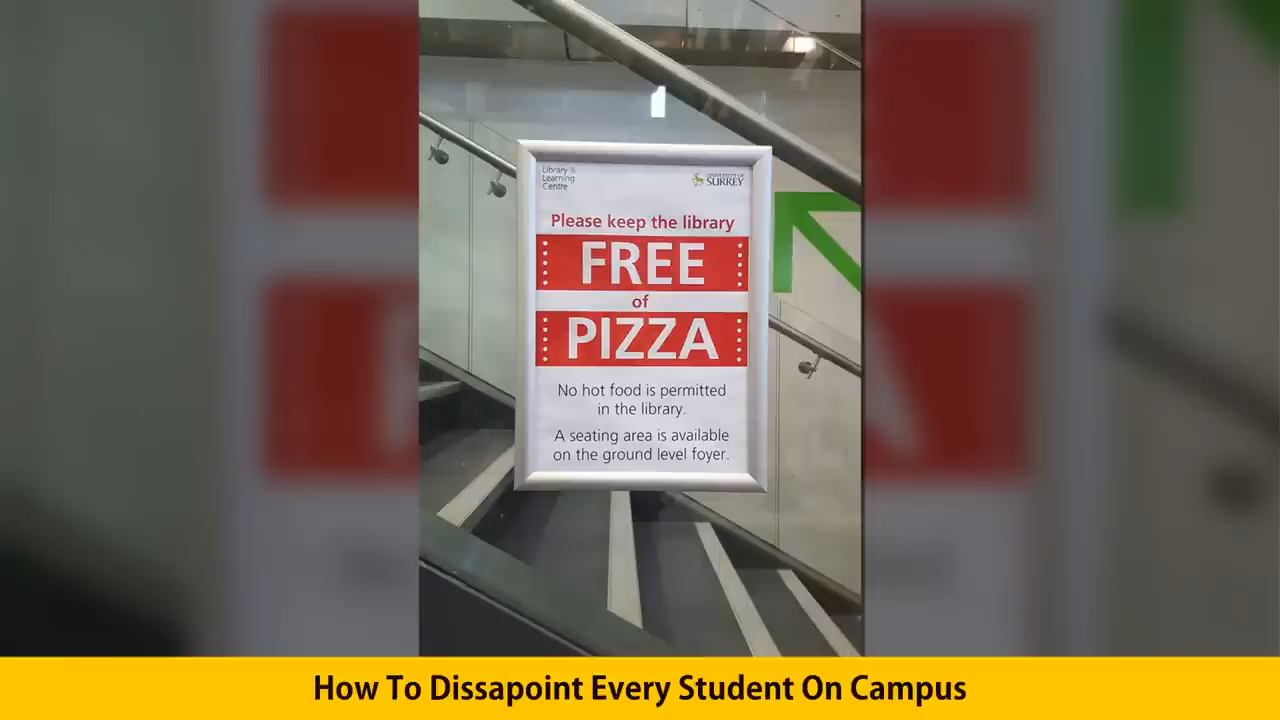 Library &
Learning
Centre
UNIVERSITY OF
SURREY
Please keep the library
FREE
of
PIZZA
No hot food is permitted
in the library.
A seating area is available
on the ground level foyer.
How To Dissapoint Every Student On Campus